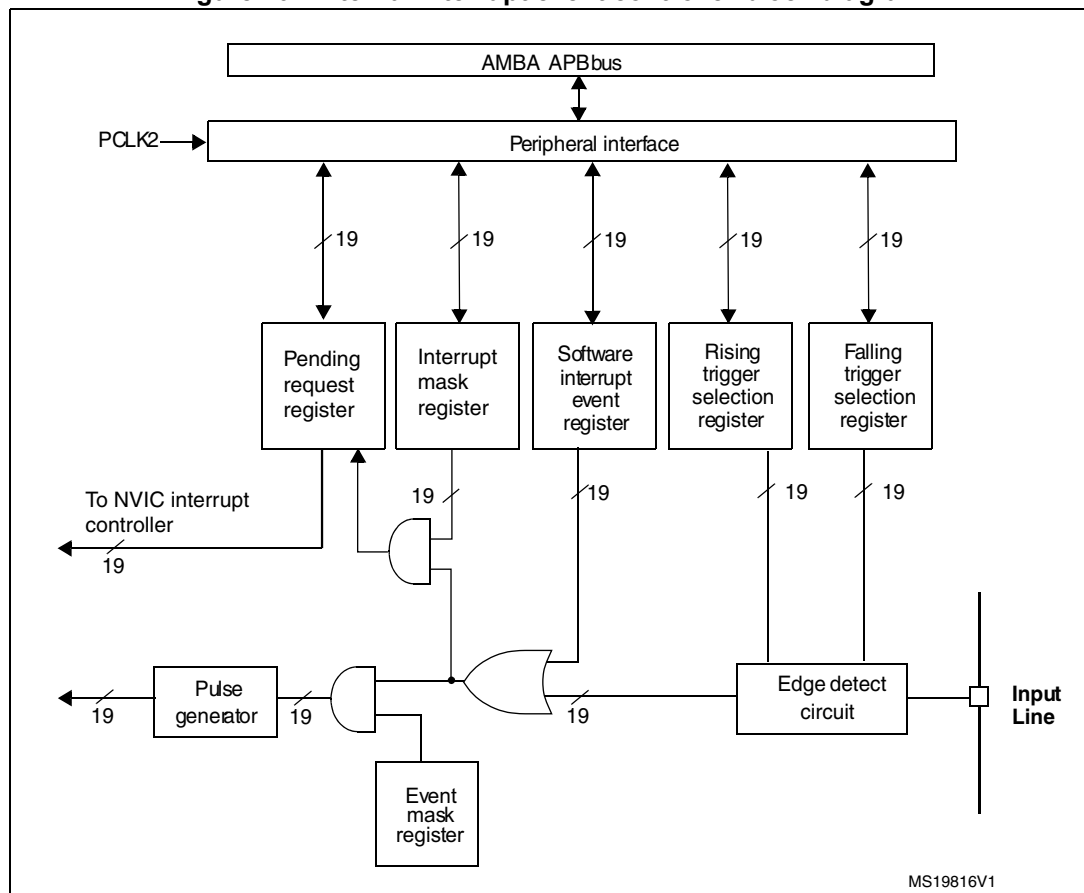 AMBA APB bus
PCLK2
Peripheral interface
19
19
19
19
19
Pending
request
register
Interrupt
mask
register
Software
interrupt
event
register
Rising
trigger
selection
register
Falling
trigger
selection
register
19
19
19
19
To NVIC interrupt
controller
19
Pulse
generator
19
19
19
Edge detect
circuit
Input
Line
Event
mask
register
MS19816V1